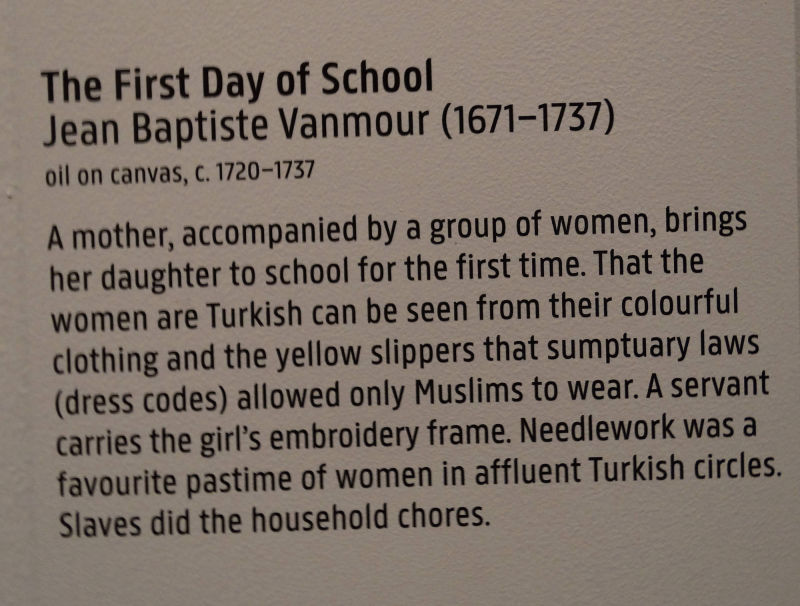 The First Day of School
Jean Baptiste Vanmour (1671–1737)
oil on canvas, c. 1720–1737
A mother, accompanied by a group of women, brings
her daughter to school for the first time. That the
women are Turkish can be seen from their colourful
clothing and the yellow slippers that sumptuary laws
(dress codes) allowed only Muslims to wear. A servant
carries the girl's embroidery frame. Needlework was a
favourite pastime of women in affluent Turkish circles.
Slaves did the household chores.